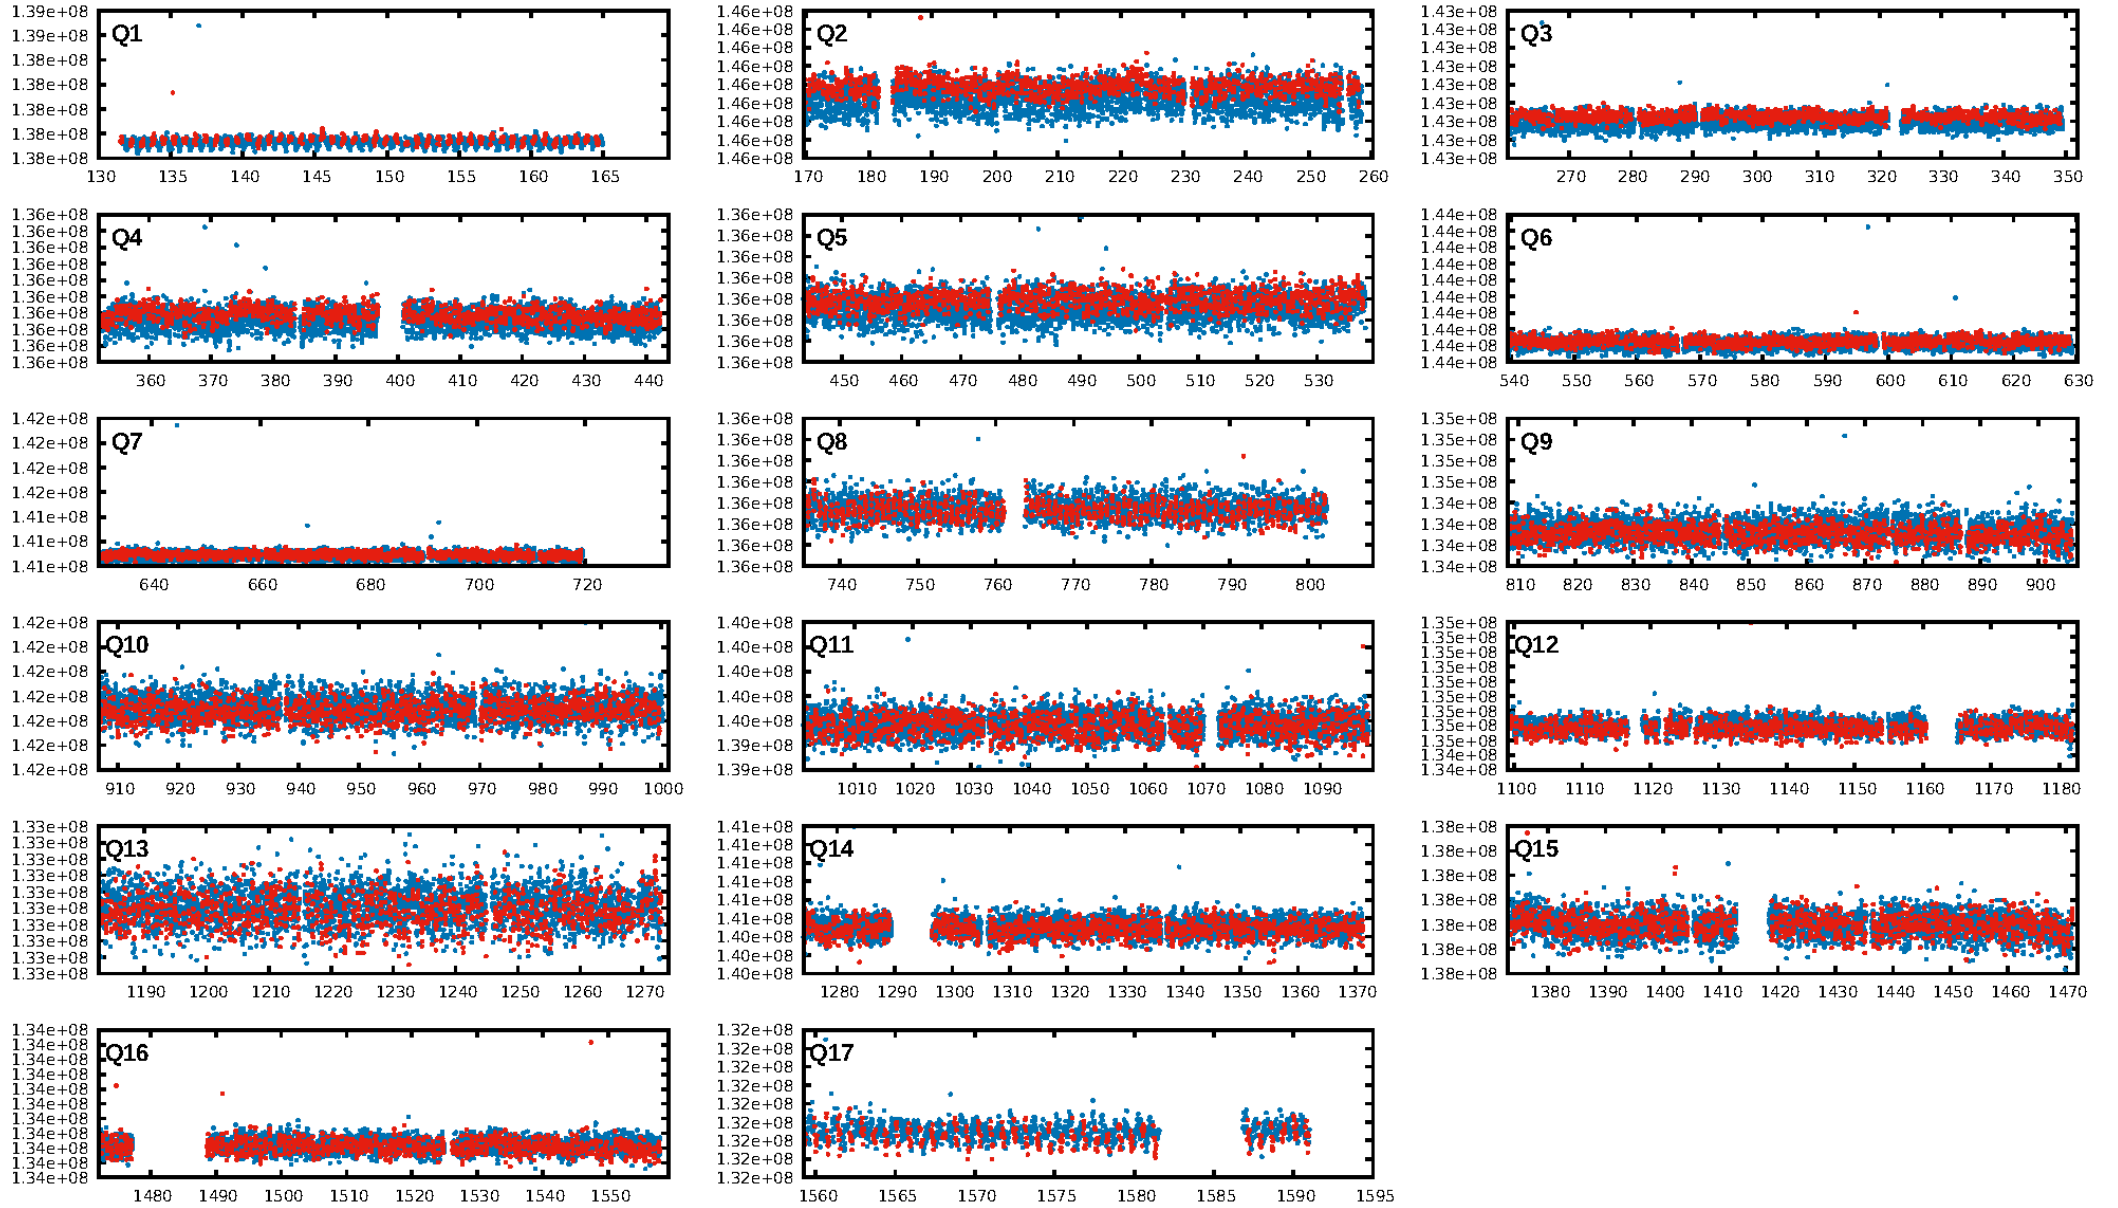 1.39e+08
1.39e+08
1.38e+08
1.38e+08
1.38e+08
1.38e+08
1.38e+08
Q1
130 135 140 145 150 155 160 165
1.46e+08
1.46e+08
1.46e+08
1.46e+08
1.46e+08
1.46e+08
1.46e+08
1.46e+08
1.46e+08
Q2
170 180 190 200 210 220 230 240 250 260
1.43e+08
1.43e+08
1.43e+08
1.43e+08
1.43e+08
1.43e+08
1.43e+08
1.43e+08
1.43e+08
Q3
270 280 290 300 310 320 330 340 350
1.36e+08
1.36e+08
1.36e+08
1.36e+08
1.36e+08
1.36e+08
1.36e+08
1.36e+08
1.36e+08
1.36e+08
Q4
360 370 380 390 400 410 420 430 440
1.36e+08
1.36e+08
1.36e+08
1.36e+08
1.36e+08
1.36e+08
1.36e+08
1.36e+08
Q5
450 460 470 480 490 500 510 520 530
1.44e+08
1.44e+08
1.44e+08
1.44e+08
1.44e+08
1.44e+08
1.44e+08
1.44e+08
1.44e+08
1.44e+08
Q6
540 550 560 570 580 590 600 610 620 630
1.42e+08
1.42e+08
1.42e+08
1.42e+08
1.41e+08
1.41e+08
1.41e+08
Q7
640 660 680 700 720
1.36e+08
1.36e+08
1.36e+08
1.36e+08
1.36e+08
1.36e+08
1.36e+08
1.36e+08
Q8
740 750 760 770 780 790 800
1.35e+08
1.35e+08
1.35e+08
1.35e+08
1.34e+08
1.34e+08
1.34e+08
1.34e+08
Q9
810 820 830 840 850 860 870 880 890 900
1.42e+08
1.42e+08
1.42e+08
1.42e+08
1.42e+08
1.42e+08
1.42e+08
Q10
910 920 930 940 950 960 970 980 990 1000
1.40e+08
1.40e+08
1.40e+08
1.40e+08
1.40e+08
1.39e+08
1.39e+08
Q11
1010 1020 1030 1040 1050 1060 1070 1080 1090
1.35e+08
1.35e+08
1.35e+08
1.35e+08
1.35e+08
1.35e+08
1.35e+08
1.35e+08
1.35e+08
1.34e+08
1.34e+08
Q12
1100 1110 1120 1130 1140 1150 1160 1170 1180
1.33e+08
1.33e+08
1.33e+08
1.33e+08
1.33e+08
1.33e+08
1.33e+08
1.33e+08
1.33e+08
1.33e+08
Q13
1190 1200 1210 1220 1230 1240 1250 1260 1270
1.41e+08
1.41e+08
1.41e+08
1.41e+08
1.41e+08
1.41e+08
1.40e+08
1.40e+08
1.40e+08
Q14
1280 1290 1300 1310 1320 1330 1340 1350 1360 1370
1.38e+08
1.38e+08
1.38e+08
1.38e+08
1.38e+08
1.38e+08
1.38e+08
Q15
1380 1390 1400 1410 1420 1430 1440 1450 1460 1470
1.34e+08
1.34e+08
1.34e+08
1.34e+08
1.34e+08
1.34e+08
1.34e+08
1.34e+08
1.34e+08
1.34e+08
1.34e+08
Q16
1480 1490 1500 1510 1520 1530 1540 1550
1.32e+08
1.32e+08
1.32e+08
1.32e+08
1.32e+08
1.32e+08
1.32e+08
1.32e+08
1.32e+08
Q17
1560 1565 1570 1575 1580 1585 1590 1595